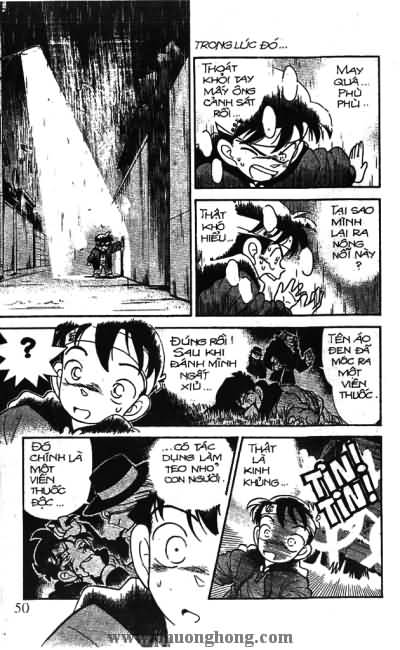 TRONG LÚC ĐÓ...
MAY
QUÁ...
PHÙ
PHÙ..
THOÁT
KHỎI TAY
MẤY ÔNG
CẢNH SÁT
RỒI...
TẠI SAO
MÌNH
LẠI RA
NÔNG
NỖI NÀY
?
THẬT
KHÓ
HIỂU...
TÊN ÁO
ĐEN ĐÃ
MÓC RA
MỘT
VIÊN
THUỐC.
ĐÚNG RỒI!
SAU KHI
ĐÁNH MÌNH
NGẤT
XỈU...
?
THẬT
LÀ
KINH
KHỦNG...
TIN!
TIN!
...CÓ TÁC
DỤNG LÀM
TEO NHỎ
CON NGƯỜI.
ĐÓ
CHÍNH LÀ
MỘT
VIÊN
THUỐC
ĐỘC...
50